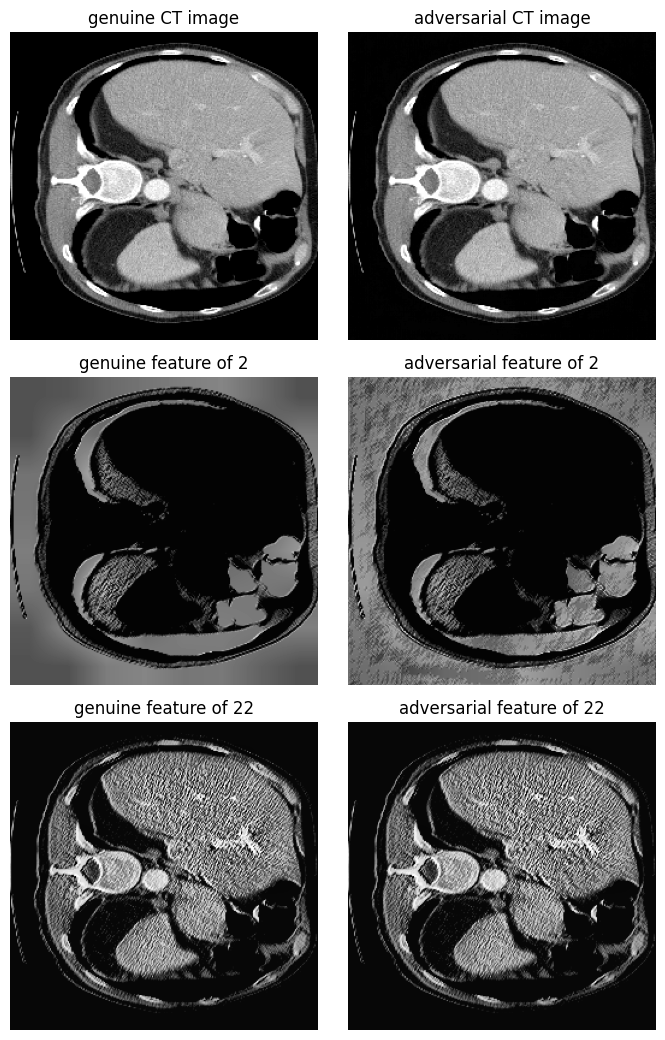 genuine CT image
adversarial CT image
genuine feature of 2
adversarial feature of 2
genuine feature of 22
adversarial feature of 22